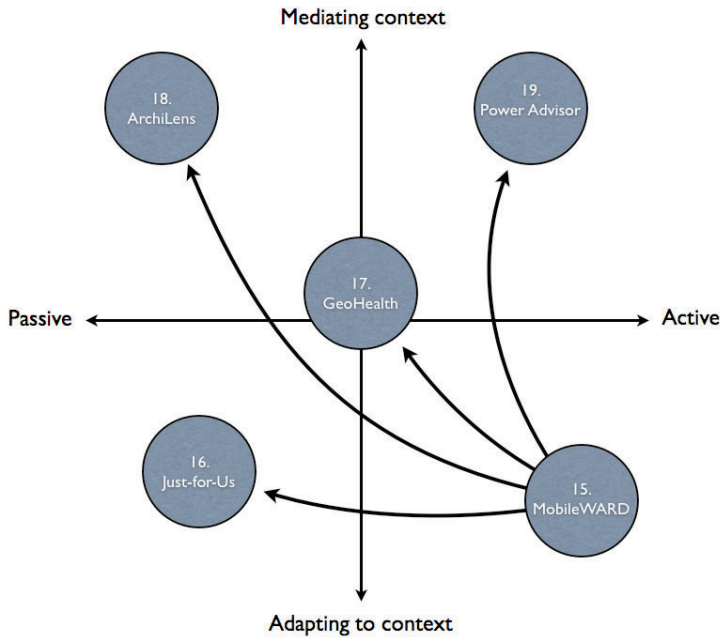 Mediating context
18.
ArchiLens
19.
Power Advisor
17.
GeoHealth
Passive
Active
16.
Just-for-Us
15.
MobileWARD
Adapting to context